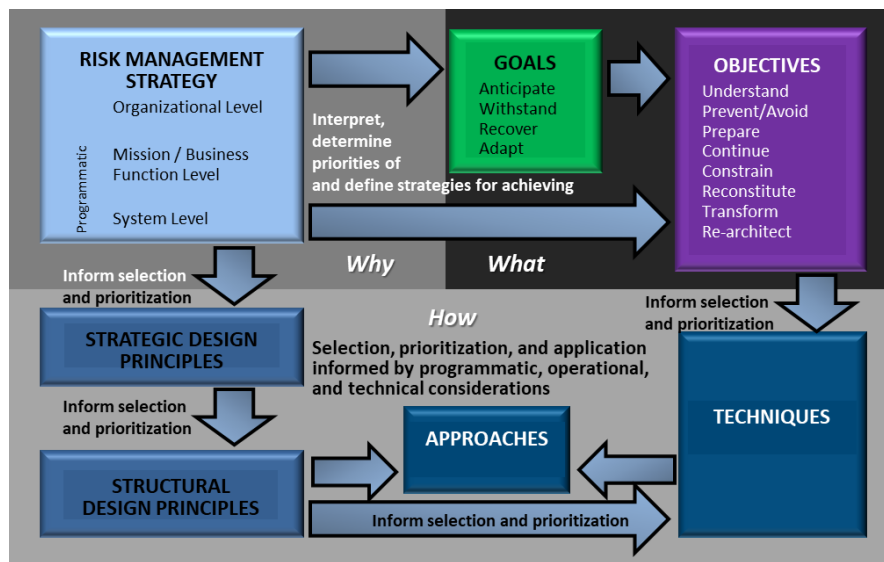 RISK MANAGEMENT
STRATEGY
Organizational Level
Mission / Business
Function Level
System Level
Programmatic
Interpret,
determine
priorities of
and define strategies for achieving
GOALS
Anticipate
Withstand
Recover
Adapt
OBJECTIVES
Understand
Prevent/Avoid
Prepare
Continue
Constrain
Reconstitute
Transform
Re-architect
Why
What
Inform selection
and prioritization
Inform selection
and prioritization
How
Selection, prioritization, and application
informed by programmatic, operational,
and technical considerations
STRATEGIC DESIGN
PRINCIPLES
Inform selection
and prioritization
APPROACHES
TECHNIQUES
STRUCTURAL
DESIGN PRINCIPLES
Inform selection and prioritization